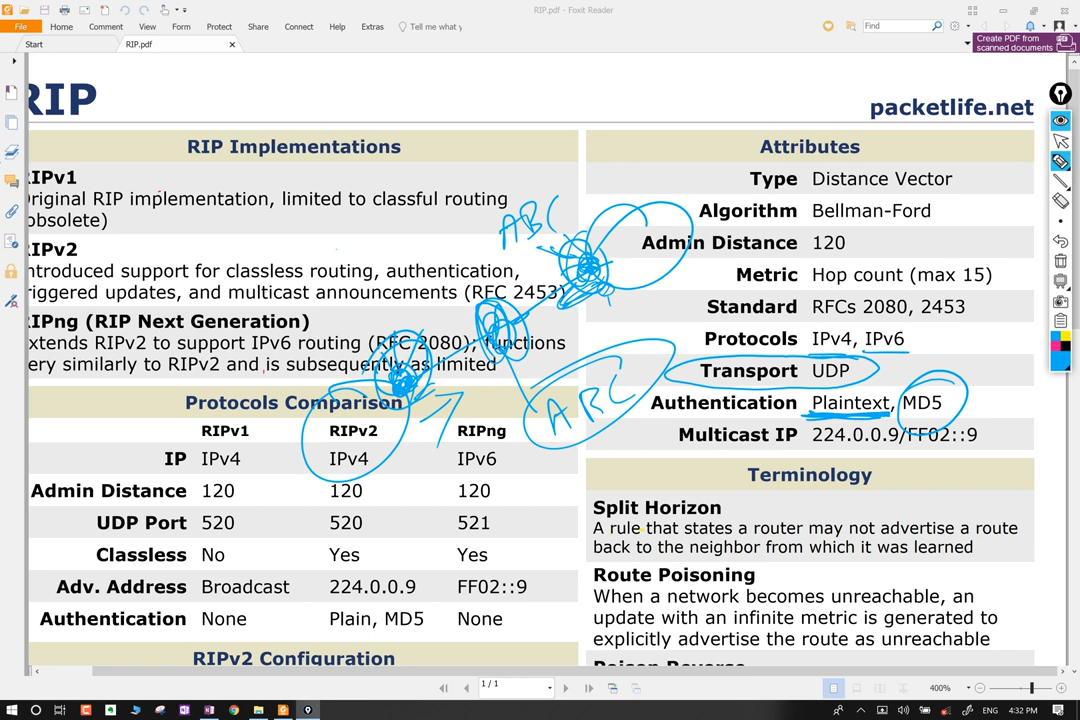 RIP.pdf - Foxit Reader
File Home Comment View Form Protect Share Connect Help Extras Tell me what y Find
Start RIP.pdf
Create PDF from
scanned documents
RIP packetlife.net
RIP Implementations
RIPv1
riginal RIP implementation, limited to classful routing
obsolete)
RIPv2
ntroduced support for classless routing, authentication,
riggered updates, and multicast announcements (RFC 2453)
RIPng (RIP Next Generation)
xtends RIPv2 to support IPv6 routing (RFC 2080); functions
ery similarly to RIPv2 and is subsequently as limited
ABC
ABC
Protocols Comparison
RIPv1 RIPv2 RIPng
IP IPv4 IPv4 IPv6
Admin Distance 120 120 120
UDP Port 520 520 521
Classless No Yes Yes
Adv. Address Broadcast 224.0.0.9 FF02::9
Authentication None Plain, MD5 None
RIPv2 Configuration
Attributes
Type Distance Vector
Algorithm Bellman-Ford
Admin Distance 120
Metric Hop count (max 15)
Standard RFCs 2080, 2453
Protocols IPv4, IPv6
Transport UDP
Authentication Plaintext, MD5
Multicast IP 224.0.0.9/FF02::9
Terminology
Split Horizon
A rule that states a router may not advertise a route
back to the neighbor from which it was learned
Route Poisoning
When a network becomes unreachable, an
update with an infinite metric is generated to
explicitly advertise the route as unreachable
Poison Reverse
1 / 1 400%
ENG 4:32 PM